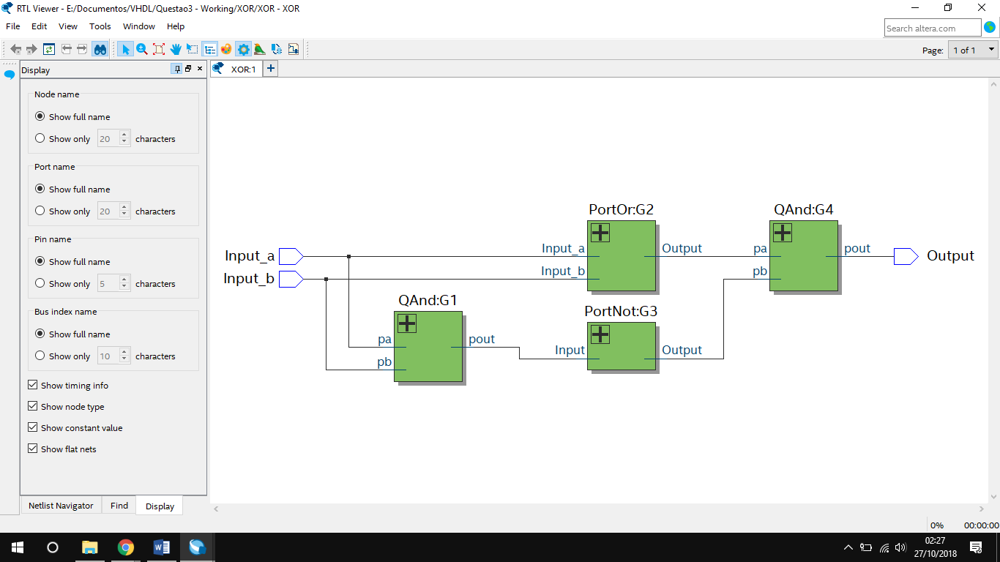 RTL Viewer - E:/Documentos/VHDL/Questao3 - Working/XOR/XOR - XOR
File Edit View Tools Window Help
Search altera.com
Page: 1 of 1
Display
XOR:1
Node name
Show full name
Show only 20 characters
Port name
Show full name
Show only 20 characters
Pin name
Show full name
Show only 5 characters
Bus index name
Show full name
Show only 10 characters
Show timing info
Show node type
Show constant value
Show flat nets
Netlist Navigator Find Display
PortOr:G2 QAnd:G4
Input_a Input_a Output pa pout Output
Input_b Input_b pb
QAnd:G1 PortNot:G3
pa pout Input Output
pb
0% 00:00:00
02:27
27/10/2018